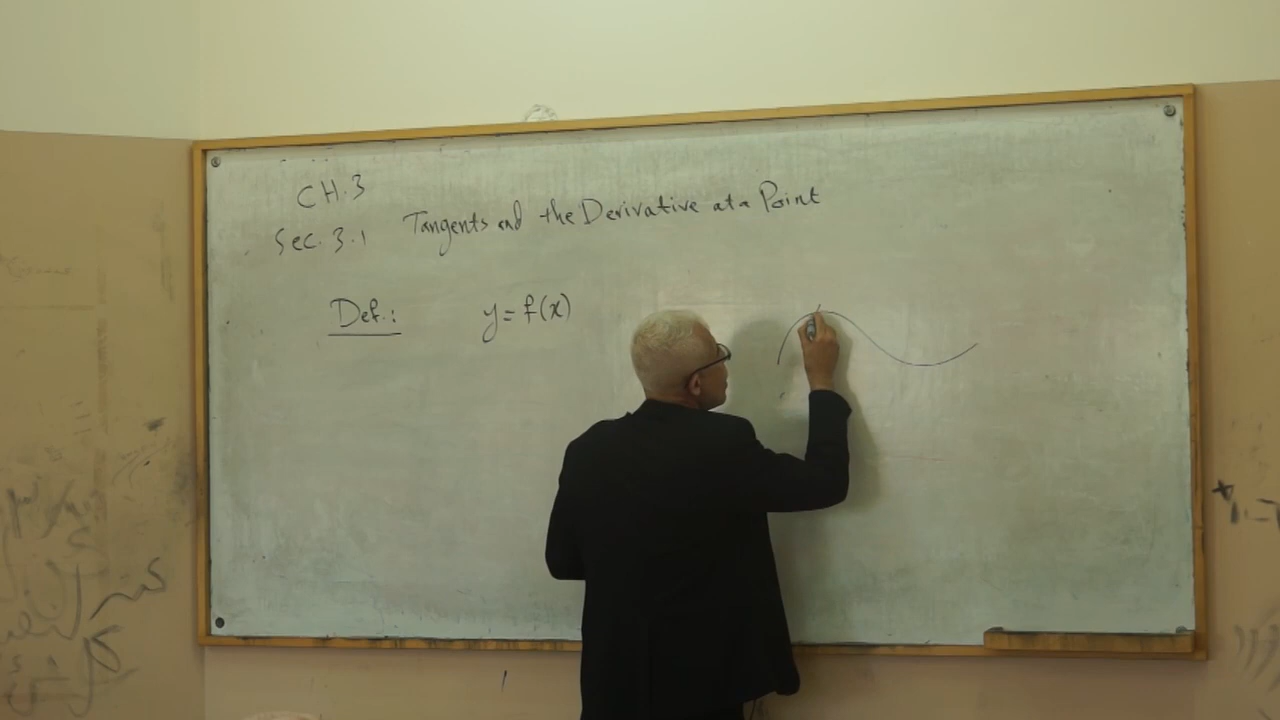 CH.3
Sec. 3.1 Tangents and the Derivative at a Point
Def.: y = f(x)